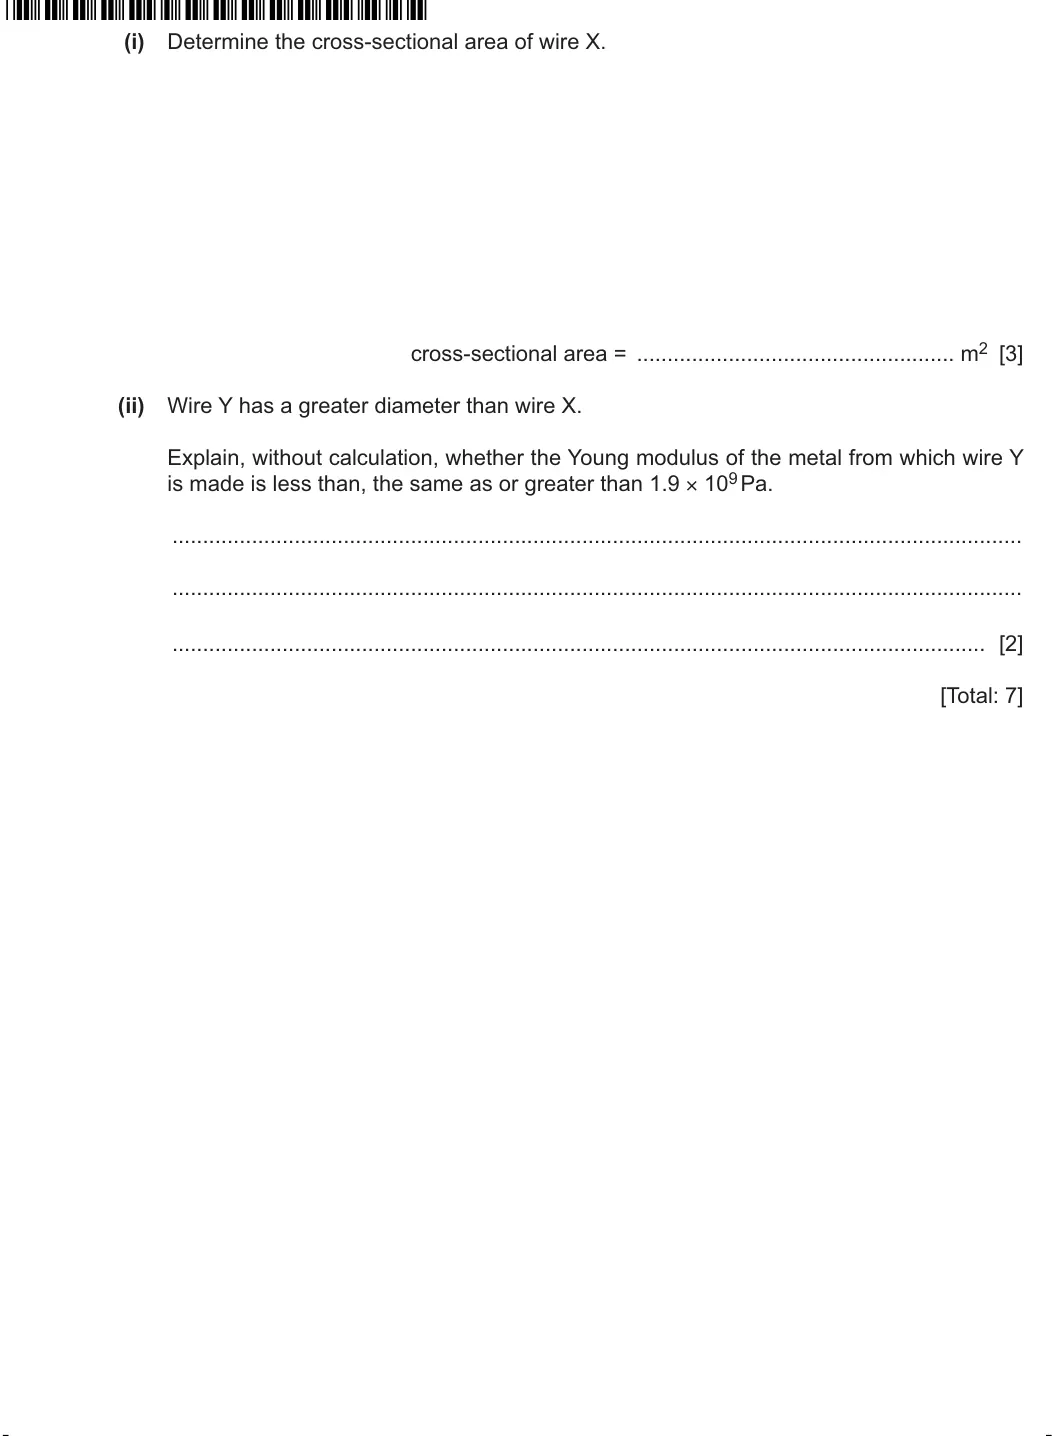 (i) Determine the cross-sectional area of wire X.
cross-sectional area = .................................................... m² [3]
(ii) Wire Y has a greater diameter than wire X.
Explain, without calculation, whether the Young modulus of the metal from which wire Y
is made is less than, the same as or greater than 1.9 × 10⁹ Pa.
............................................................................................................................................
............................................................................................................................................
...................................................................................................................................... [2]
[Total: 7]